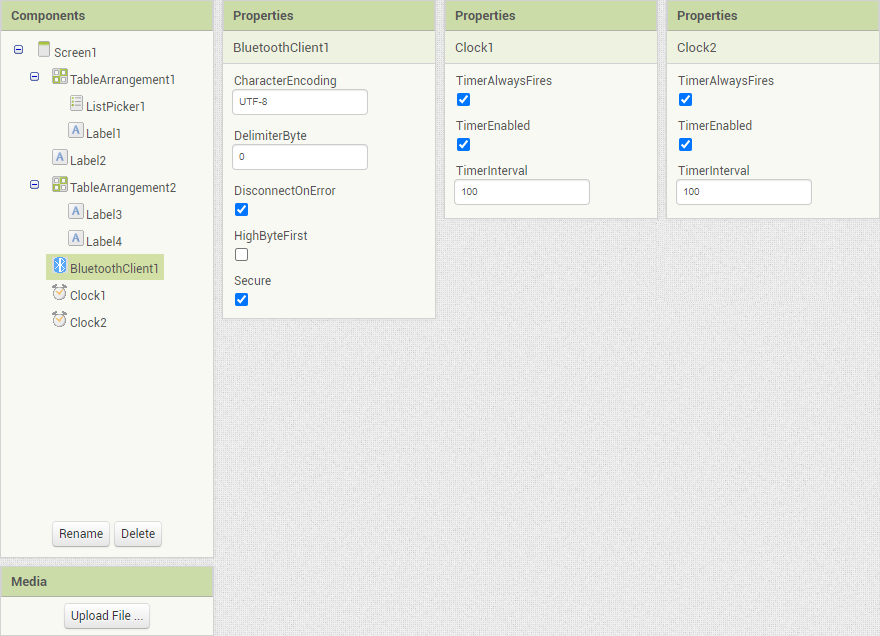 Components
Screen1
TableArrangement1
ListPicker1
A Label1
A Label2
TableArrangement2
A Label3
A Label4
BluetoothClient1
Clock1
Clock2
Rename
Delete
Media
Upload File ...
Properties
BluetoothClient1
CharacterEncoding
UTF-8
DelimiterByte
0
DisconnectOnError
HighByteFirst
Secure
Properties
Clock1
TimerAlwaysFires
TimerEnabled
TimerInterval
100
Properties
Clock2
TimerAlwaysFires
TimerEnabled
TimerInterval
100